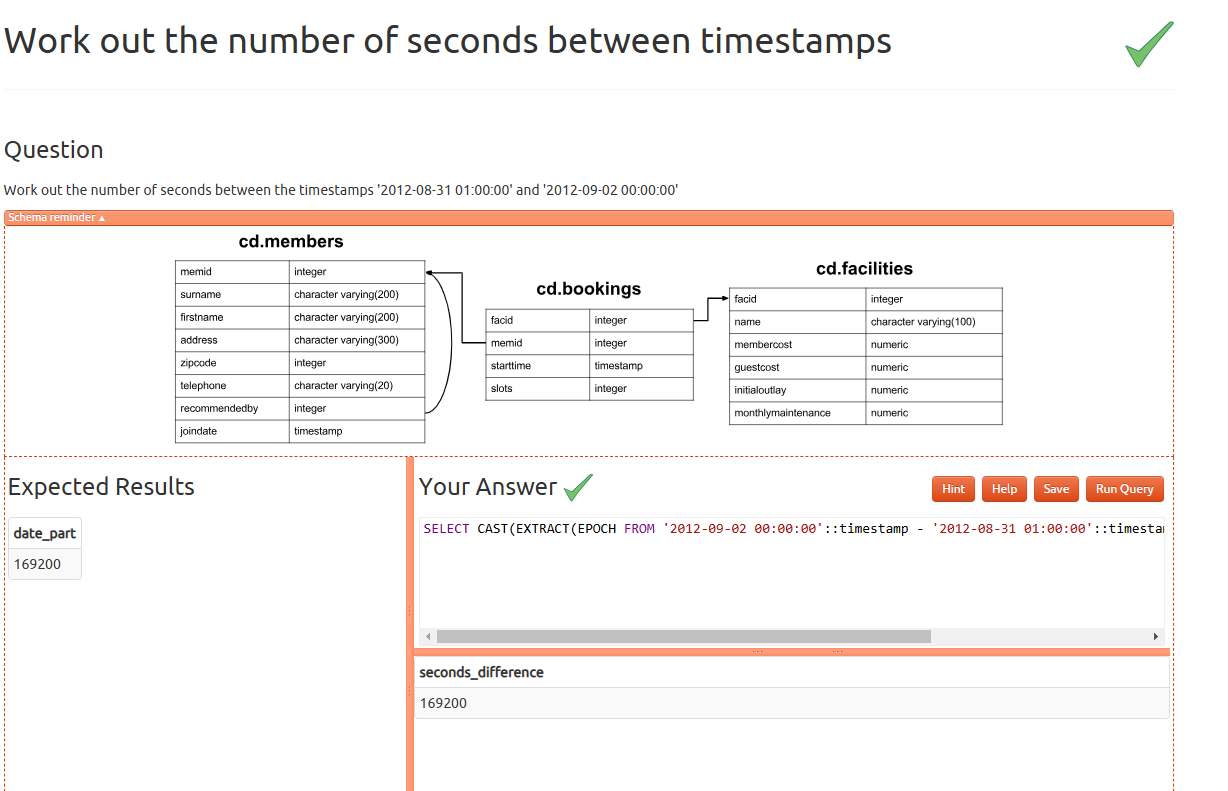 Work out the number of seconds between timestamps
Question
Work out the number of seconds between the timestamps '2012-08-31 01:00:00' and '2012-09-02 00:00:00'
Schema reminder ▲
cd.members
memid integer
surname character varying(200)
firstname character varying(200)
address character varying(300)
zipcode integer
telephone character varying(20)
recommendedby integer
joindate timestamp
cd.bookings
facid integer
memid integer
starttime timestamp
slots integer
cd.facilities
facid integer
name character varying(100)
membercost numeric
guestcost numeric
initialoutlay numeric
monthlymaintenance numeric
Expected Results
date_part
169200
Your Answer
Hint Help Save Run Query
SELECT CAST(EXTRACT(EPOCH FROM '2012-09-02 00:00:00'::timestamp - '2012-08-31 01:00:00'::timesta
seconds_difference
169200